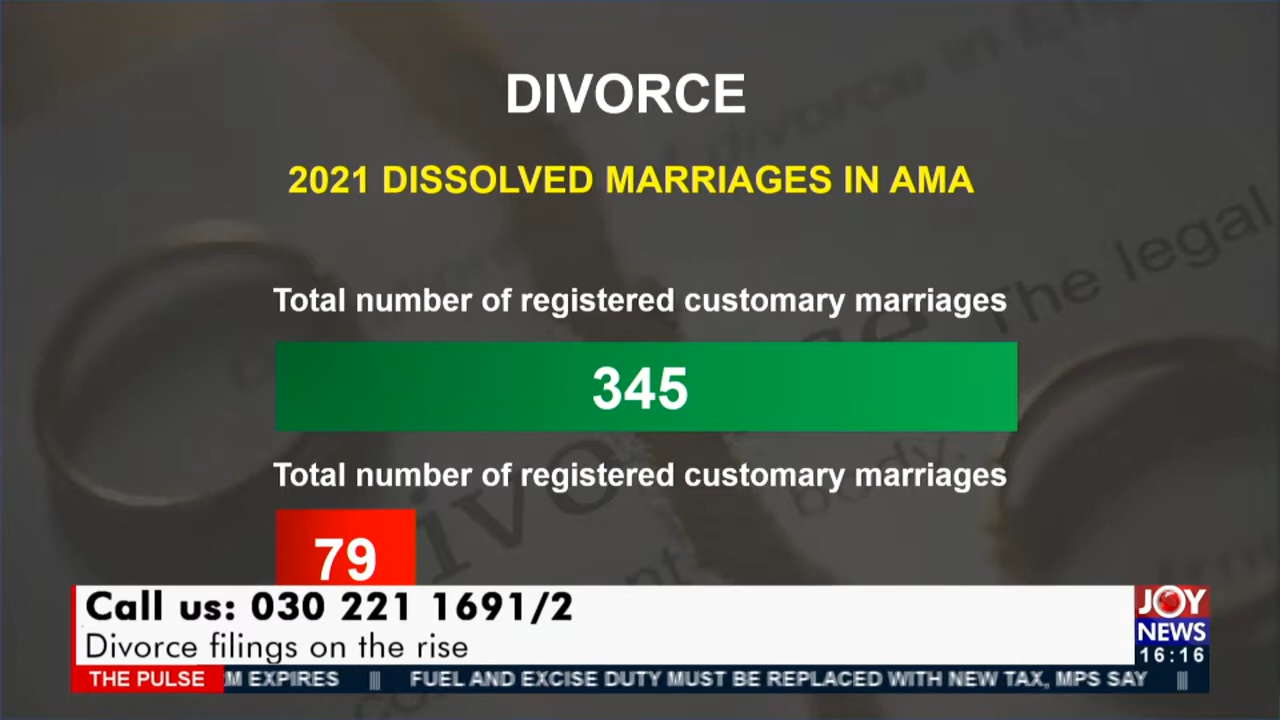 DIVORCE
2021 DISSOLVED MARRIAGES IN AMA
Total number of registered customary marriages
345
Total number of registered customary marriages
79
Call us: 030 221 1691/2
Divorce filings on the rise
JOY
NEWS
16:16
THE PULSE
M EXPIRES ||| FUEL AND EXCISE DUTY MUST BE REPLACED WITH NEW TAX, MPS SAY |||